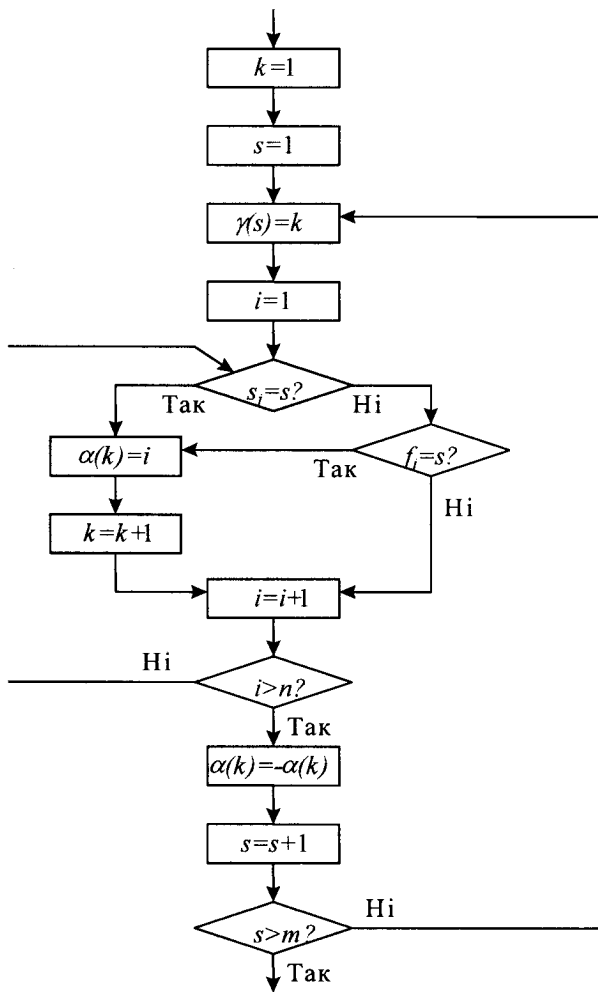 k=1
s=1
γ(s)=k
i=1
s_i=s?
Так
Ні
α(k)=i
Так
f_i=s?
Ні
k=k+1
i=i+1
Ні
i>n?
Так
α(k)=-α(k)
s=s+1
Ні
s>m?
Так